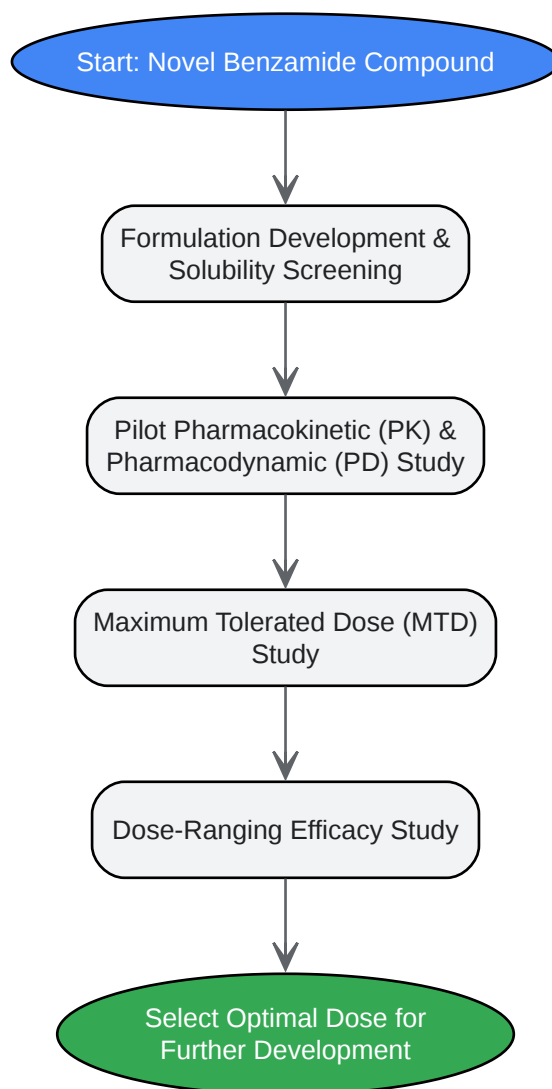 Start: Novel Benzamide Compound
Formulation Development &
Solubility Screening
Pilot Pharmacokinetic (PK) &
Pharmacodynamic (PD) Study
Maximum Tolerated Dose (MTD)
Study
Dose-Ranging Efficacy Study
Select Optimal Dose for
Further Development